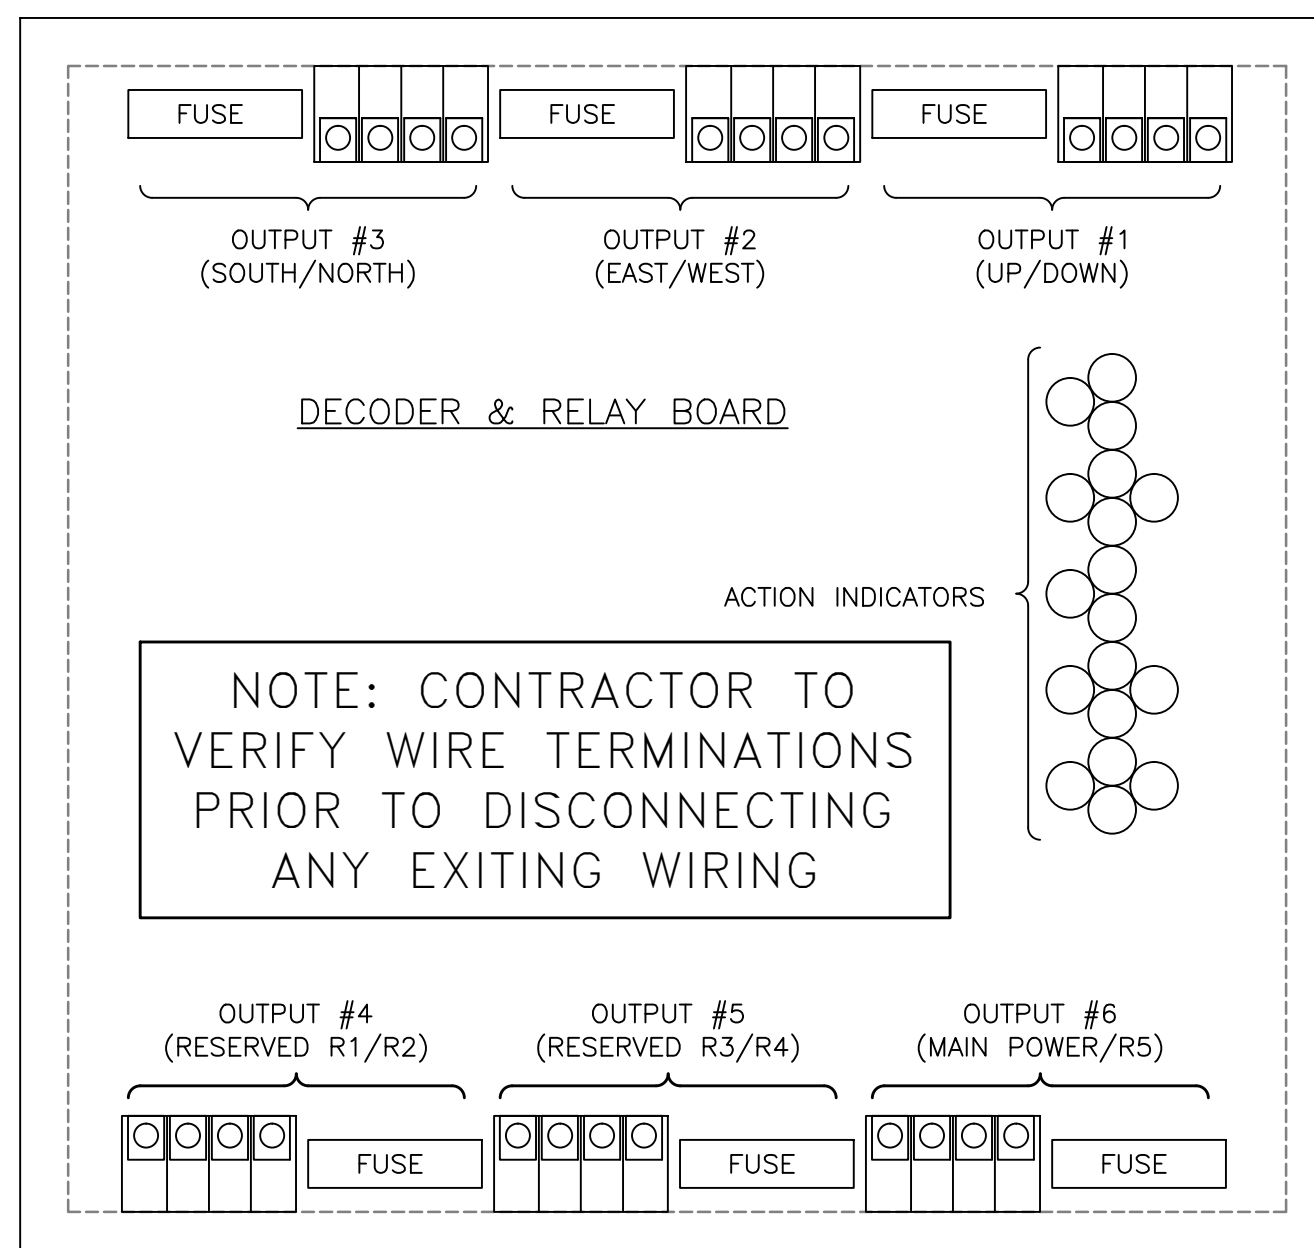 FUSE FUSE FUSE
OUTPUT #3
(SOUTH/NORTH)
OUTPUT #2
(EAST/WEST)
OUTPUT #1
(UP/DOWN)
DECODER & RELAY BOARD
ACTION INDICATORS
NOTE: CONTRACTOR TO
VERIFY WIRE TERMINATIONS
PRIOR TO DISCONNECTING
ANY EXITING WIRING
OUTPUT #4
(RESERVED R1/R2)
OUTPUT #5
(RESERVED R3/R4)
OUTPUT #6
(MAIN POWER/R5)
FUSE FUSE FUSE